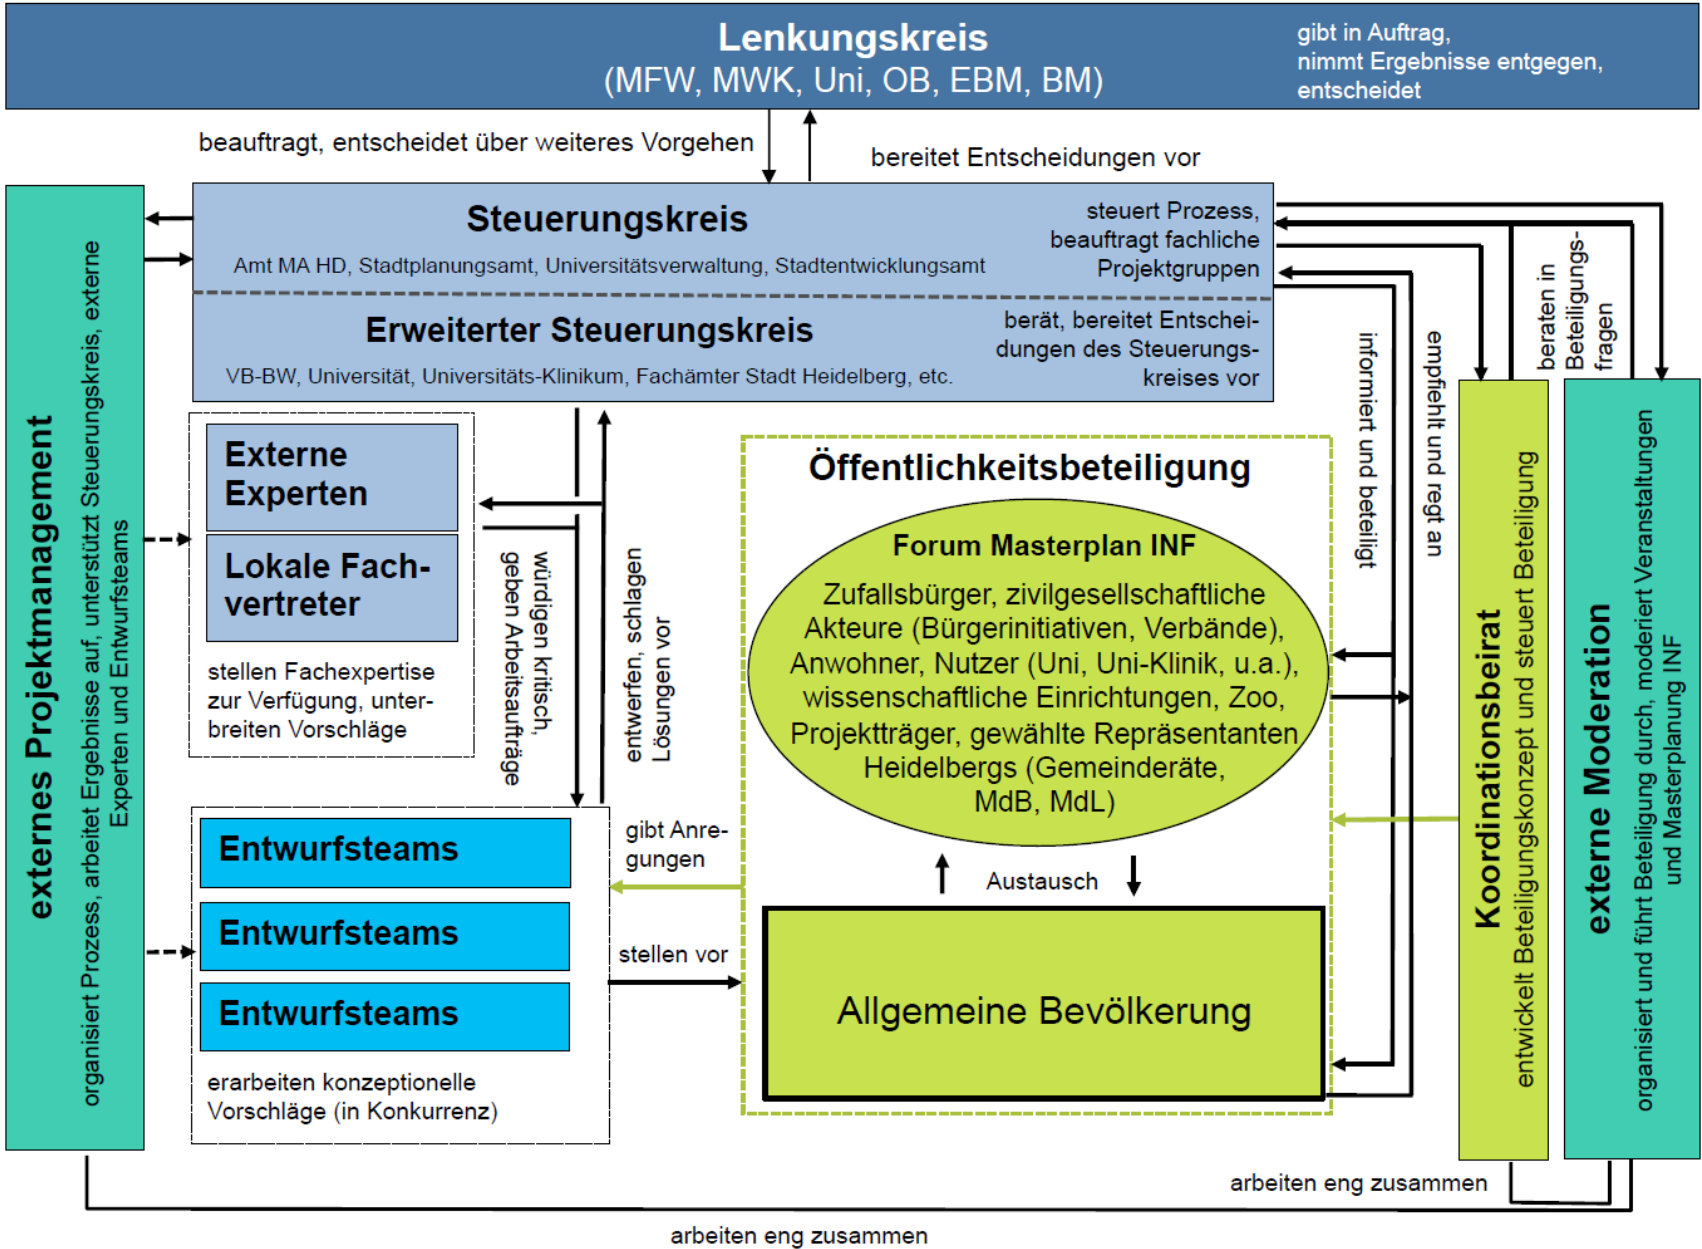 Lenkungskreis
(MFW, MWK, Uni, OB, EBM, BM)
gibt in Auftrag,
nimmt Ergebnisse entgegen,
entscheidet
beauftragt, entscheidet über weiteres Vorgehen
bereitet Entscheidungen vor
externes Projektmanagement
organisiert Prozess, arbeitet Ergebnisse auf, unterstützt Steuerungskreis, externe
Experten und Entwurfsteams
Steuerungskreis
Amt MA HD, Stadtplanungsamt, Universitätsverwaltung, Stadtentwicklungsamt
steuert Prozess,
beauftragt fachliche
Projektgruppen
Erweiterter Steuerungskreis
VB-BW, Universität, Universitäts-Klinikum, Fachämter Stadt Heidelberg, etc.
berät, bereitet Entschei-
dungen des Steuerungs-
kreises vor
beraten in
Beteiligungs-
fragen
informiert und beteiligt
empfiehlt und regt an
Externe
Experten
Lokale Fach-
vertreter
stellen Fachexpertise
zur Verfügung, unter-
breiten Vorschläge
würdigen kritisch,
geben Arbeitsaufträge
entwerfen, schlagen
Lösungen vor
Öffentlichkeitsbeteiligung
Forum Masterplan INF
Zufallsbürger, zivilgesellschaftliche
Akteure (Bürgerinitiativen, Verbände),
Anwohner, Nutzer (Uni, Uni-Klinik, u.a.),
wissenschaftliche Einrichtungen, Zoo,
Projektträger, gewählte Repräsentanten
Heidelbergs (Gemeinderäte,
MdB, MdL)
Austausch
Allgemeine Bevölkerung
gibt Anre-
gungen
stellen vor
Entwurfsteams
Entwurfsteams
Entwurfsteams
erarbeiten konzeptionelle
Vorschläge (in Konkurrenz)
Koordinationsbeirat
entwickelt Beteiligungskonzept und steuert Beteiligung
externe Moderation
organisiert und führt Beteiligung durch, moderiert Veranstaltungen
und Masterplanung INF
arbeiten eng zusammen
arbeiten eng zusammen